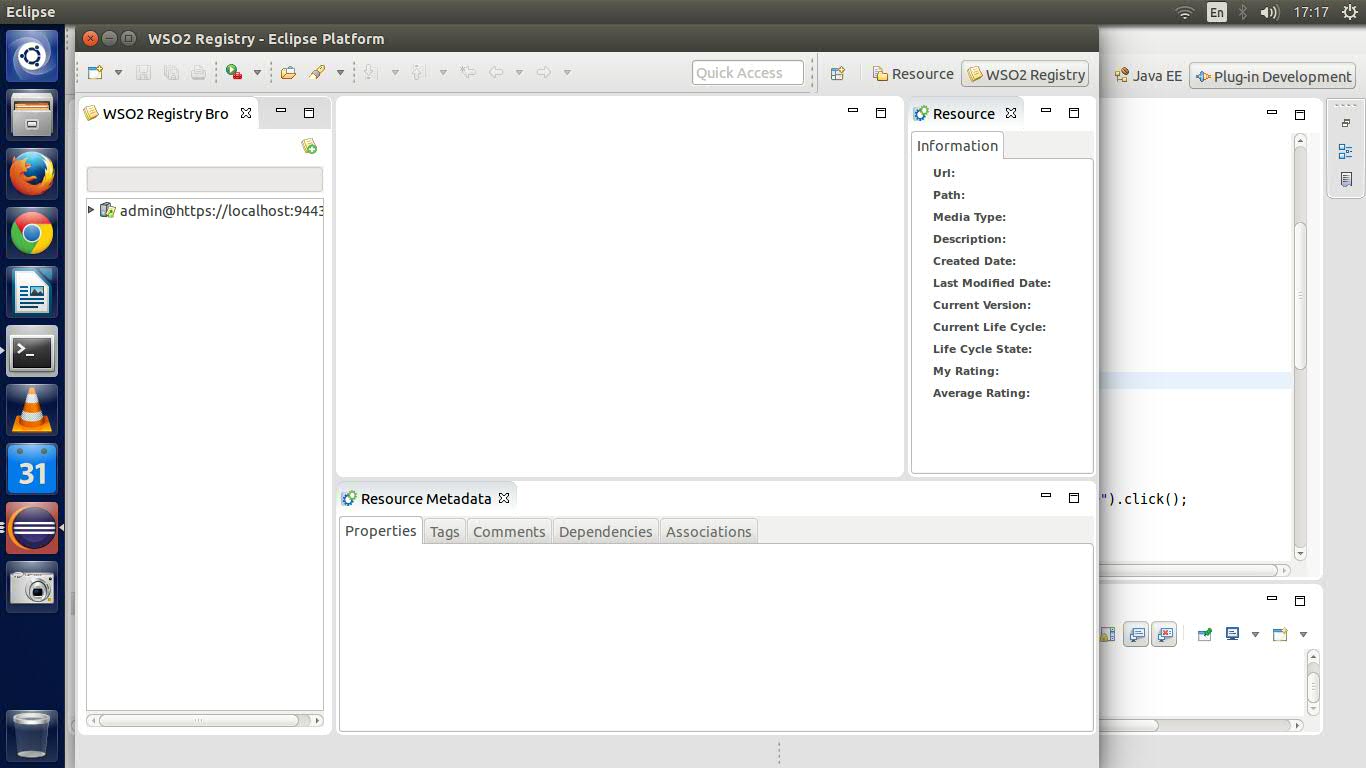 Eclipse
En
17:17
WSO2 Registry - Eclipse Platform
Quick Access
Resource
WSO2 Registry
Java EE
Plug-in Development
WSO2 Registry Bro
admin@https://localhost:9443
Resource
Information
Url:
Path:
Media Type:
Description:
Created Date:
Last Modified Date:
Current Version:
Current Life Cycle:
Life Cycle State:
My Rating:
Average Rating:
31
").click();
Resource Metadata
Properties
Tags
Comments
Dependencies
Associations